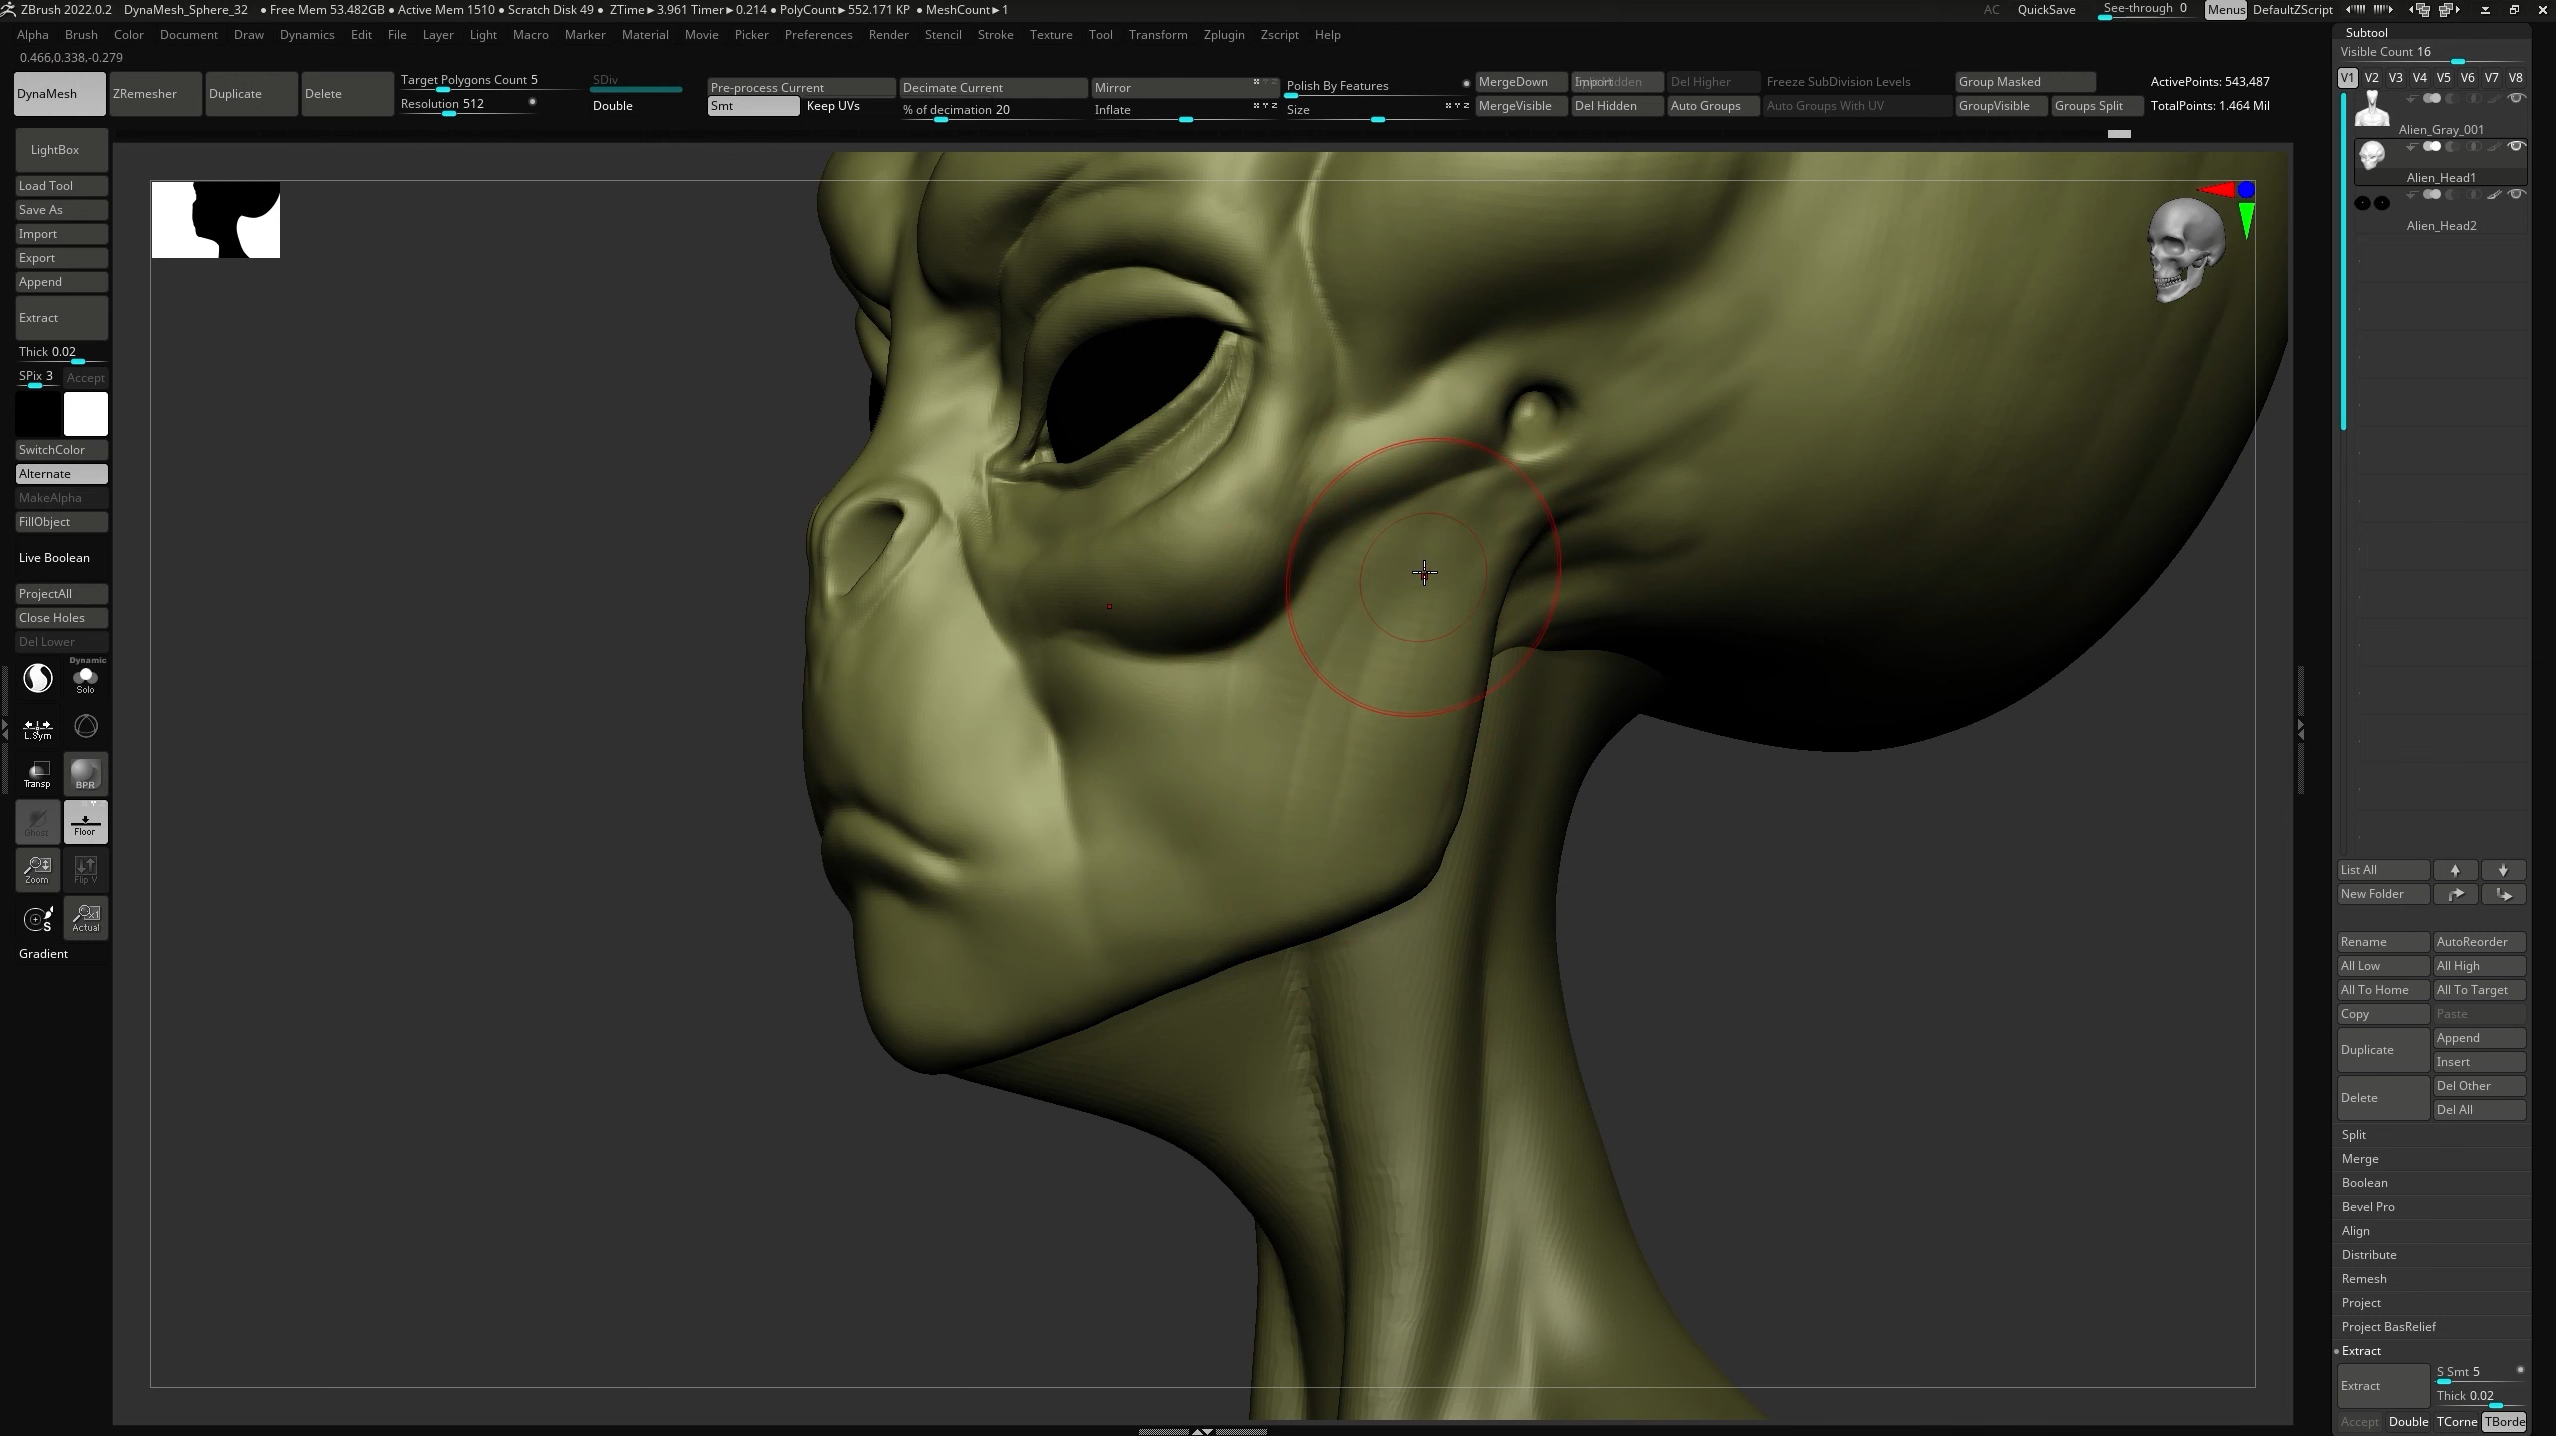 ZBrush 2022.0.2 DynaMesh_Sphere_32 ● Free Mem 53.482GB ● Active Mem 1510 ● Scratch Disk 49 ● ZTime►3.961 Timer►0.214 ● PolyCount►552.171 KP ● MeshCount►1 AC QuickSave See-through 0 Menus DefaultZScript
Alpha Brush Color Document Draw Dynamics Edit File Layer Light Macro Marker Material Movie Picker Preferences Render Stencil Stroke Texture Tool Transform Zplugin Zscript Help
0.466,0.338,-0.279
DynaMesh ZRemesher Duplicate Delete
Target Polygons Count 5
Resolution 512
SDiv
Double
Pre-process Current
Smt Keep UVs
Decimate Current
% of decimation 20
Mirror
Inflate
Polish By Features
Size
MergeDown Import Del Higher Freeze SubDivision Levels Group Masked ActivePoints: 543,487
MergeVisible Del Hidden Auto Groups Auto Groups With UV GroupVisible Groups Split TotalPoints: 1.464 Mil
LightBox
Load Tool
Save As
Import
Export
Append
Extract
Thick 0.02
SPix 3 Accept
SwitchColor
Alternate
MakeAlpha
FillObject
Live Boolean
ProjectAll
Close Holes
Del Lower
Dynamic
Solo
L.Sym
Transp BPR
Ghost Floor
Zoom Flip V
S Actual
Gradient
Subtool
Visible Count 16
V1 V2 V3 V4 V5 V6 V7 V8
Alien_Gray_001
Alien_Head1
Alien_Head2
List All
New Folder
Rename AutoReorder
All Low All High
All To Home All To Target
Copy Paste
Duplicate Append
Insert
Delete Del Other
Del All
Split
Merge
Boolean
Bevel Pro
Align
Distribute
Remesh
Project
Project BasRelief
Extract
Extract S Smt 5
Thick 0.02
Accept Double TCorne TBorde